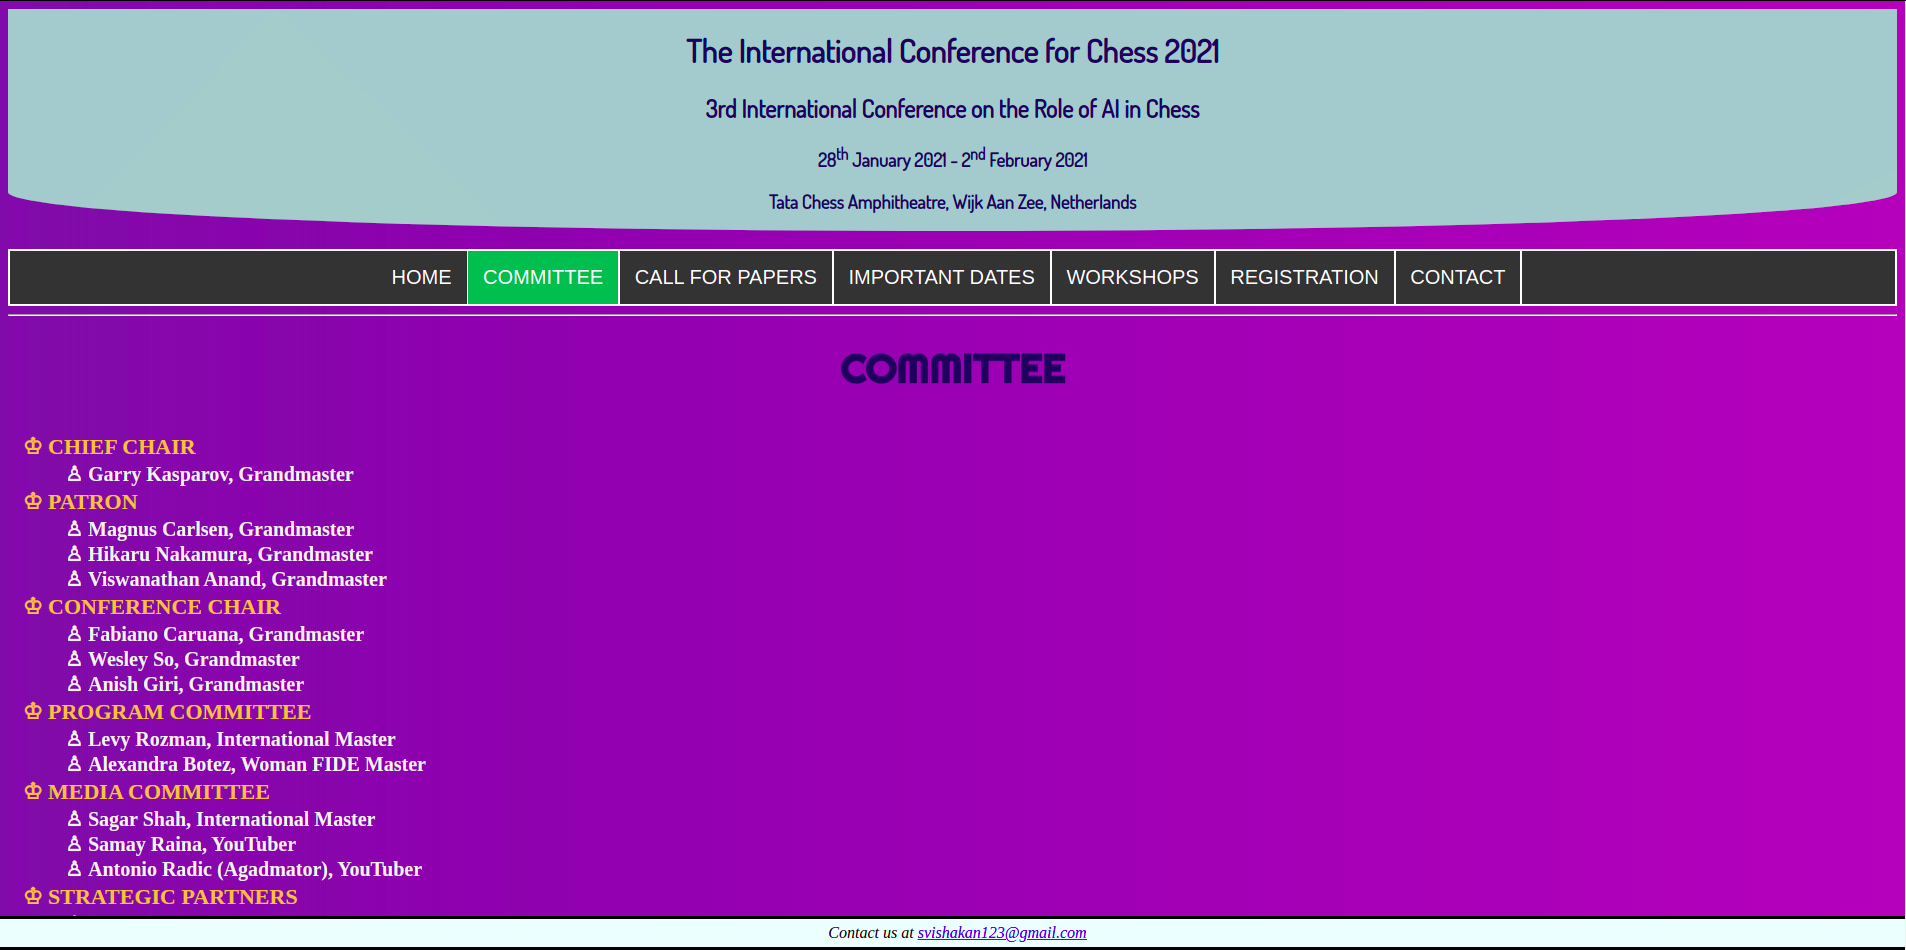 The International Conference for Chess 2021
3rd International Conference on the Role of AI in Chess
28th January 2021 - 2nd February 2021
Tata Chess Amphitheatre, Wijk Aan Zee, Netherlands
HOME COMMITTEE CALL FOR PAPERS IMPORTANT DATES WORKSHOPS REGISTRATION CONTACT
COMMITTEE
♔ CHIEF CHAIR
♙ Garry Kasparov, Grandmaster
♔ PATRON
♙ Magnus Carlsen, Grandmaster
♙ Hikaru Nakamura, Grandmaster
♙ Viswanathan Anand, Grandmaster
♔ CONFERENCE CHAIR
♙ Fabiano Caruana, Grandmaster
♙ Wesley So, Grandmaster
♙ Anish Giri, Grandmaster
♔ PROGRAM COMMITTEE
♙ Levy Rozman, International Master
♙ Alexandra Botez, Woman FIDE Master
♔ MEDIA COMMITTEE
♙ Sagar Shah, International Master
♙ Samay Raina, YouTuber
♙ Antonio Radic (Agadmator), YouTuber
♔ STRATEGIC PARTNERS
Contact us at svishakan123@gmail.com